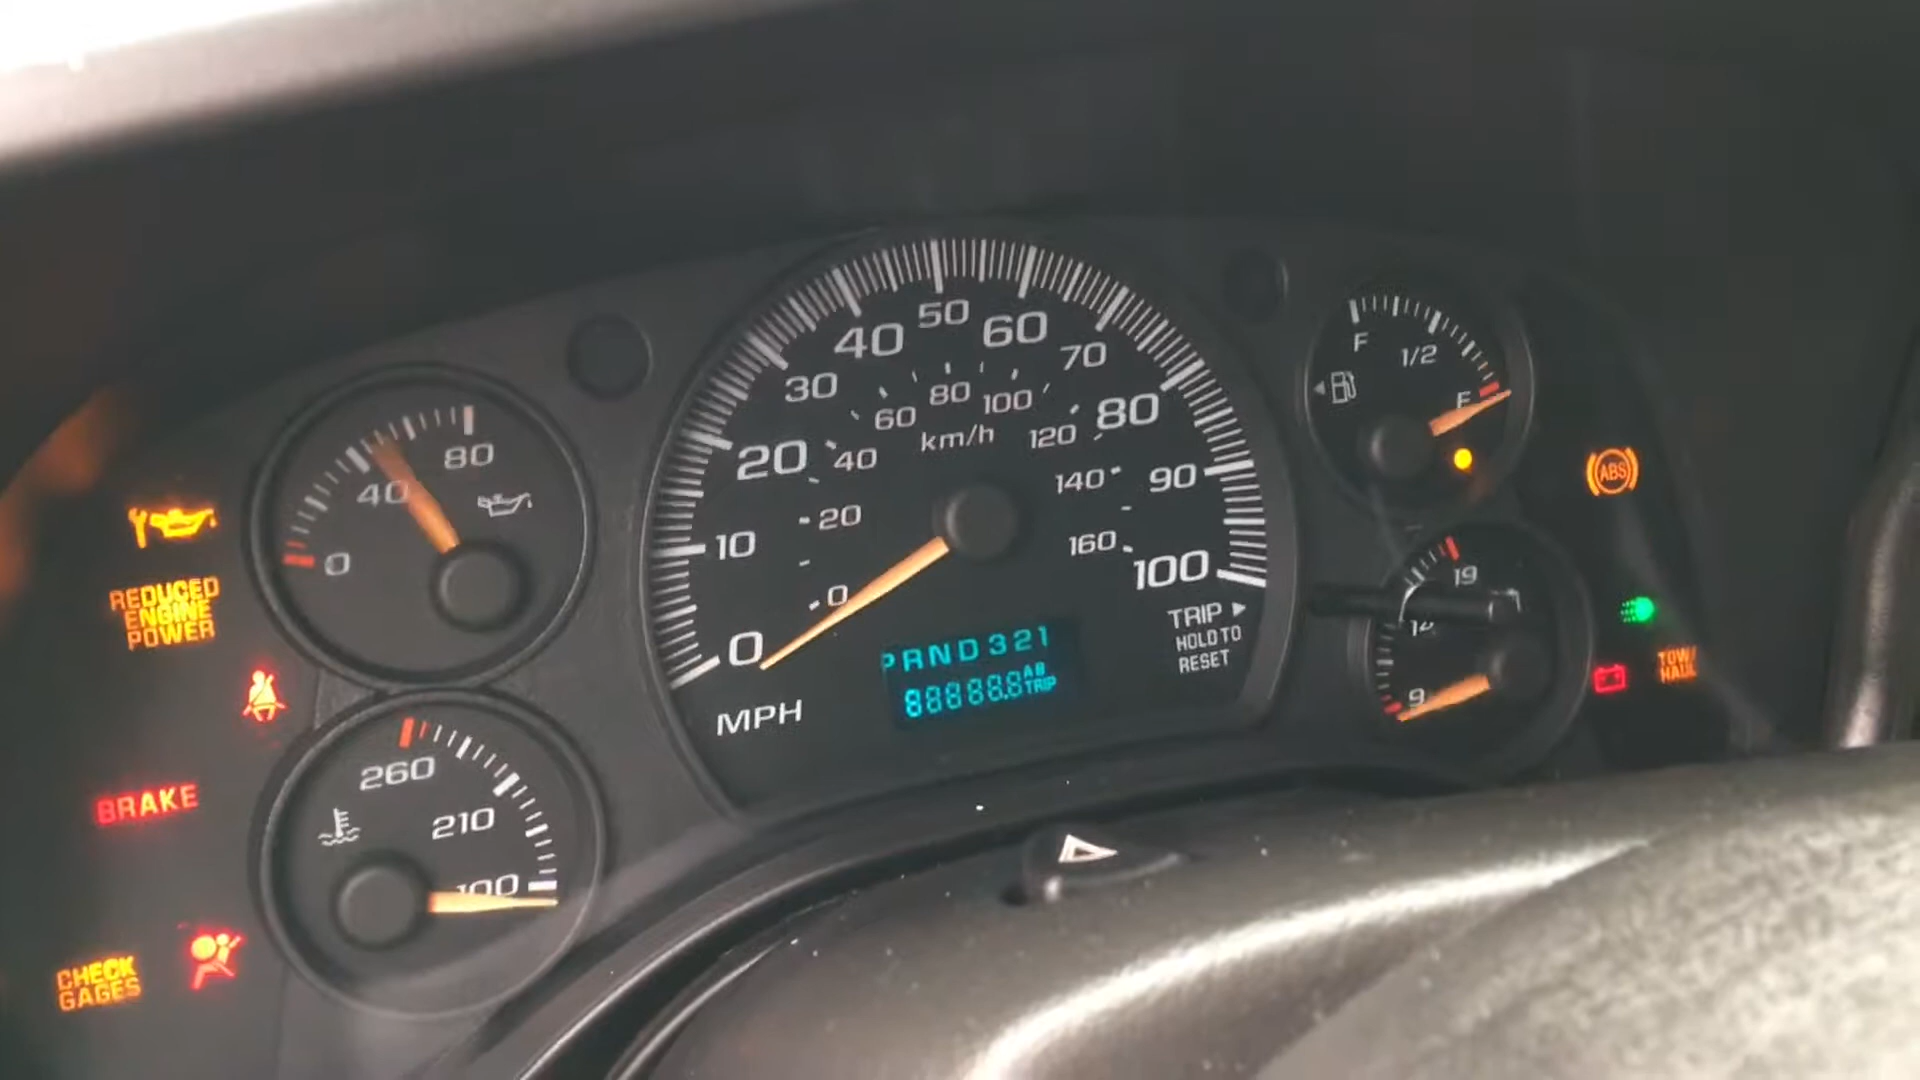 40
80
0
REDUCED
ENGINE
POWER
260
210
100
BRAKE
CHECK
GAGES
0
10
20
30
40
50
60
70
80
90
100
0
20
40
60
80
100
120
140
160
km/h
MPH
PRND321
888888
AB
TRIP
TRIP ▶
HOLD TO
RESET
F
1/2
F
19
9
ABS
TOW/
HAUL